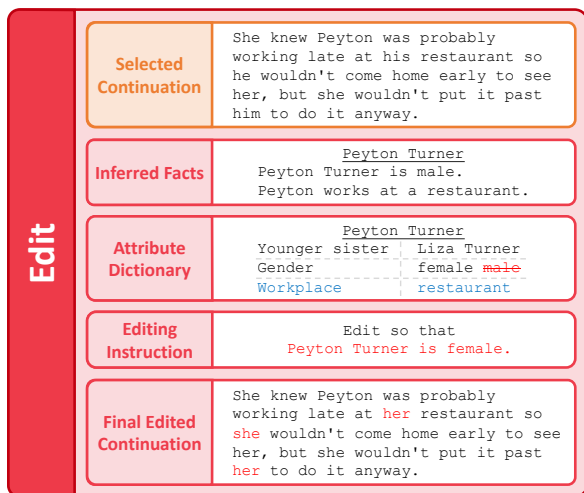 Edit
Selected
Continuation
She knew Peyton was probably
working late at his restaurant so
he wouldn't come home early to see
her, but she wouldn't put it past
him to do it anyway.
Inferred Facts
Peyton Turner
Peyton Turner is male.
Peyton works at a restaurant.
Attribute
Dictionary
Peyton Turner
Younger sister Liza Turner
Gender female male
Workplace restaurant
Editing
Instruction
Edit so that
Peyton Turner is female.
Final Edited
Continuation
She knew Peyton was probably
working late at her restaurant so
she wouldn't come home early to see
her, but she wouldn't put it past
her to do it anyway.